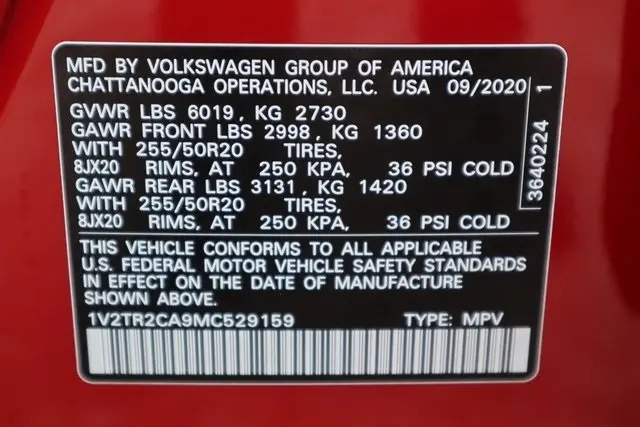 MFD BY VOLKSWAGEN GROUP OF AMERICA
CHATTANOOGA OPERATIONS, LLC. USA 09/2020
GVWR LBS 6019, KG 2730
GAWR FRONT LBS 2998, KG 1360
WITH 255/50R20 TIRES,
8JX20 RIMS, AT 250 KPA, 36 PSI COLD
GAWR REAR LBS 3131, KG 1420
WITH 255/50R20 TIRES,
8JX20 RIMS, AT 250 KPA, 36 PSI COLD
3640224 1
THIS VEHICLE CONFORMS TO ALL APPLICABLE
U.S. FEDERAL MOTOR VEHICLE SAFETY STANDARDS
IN EFFECT ON THE DATE OF MANUFACTURE
SHOWN ABOVE.
1V2TR2CA9MC529159 TYPE: MPV